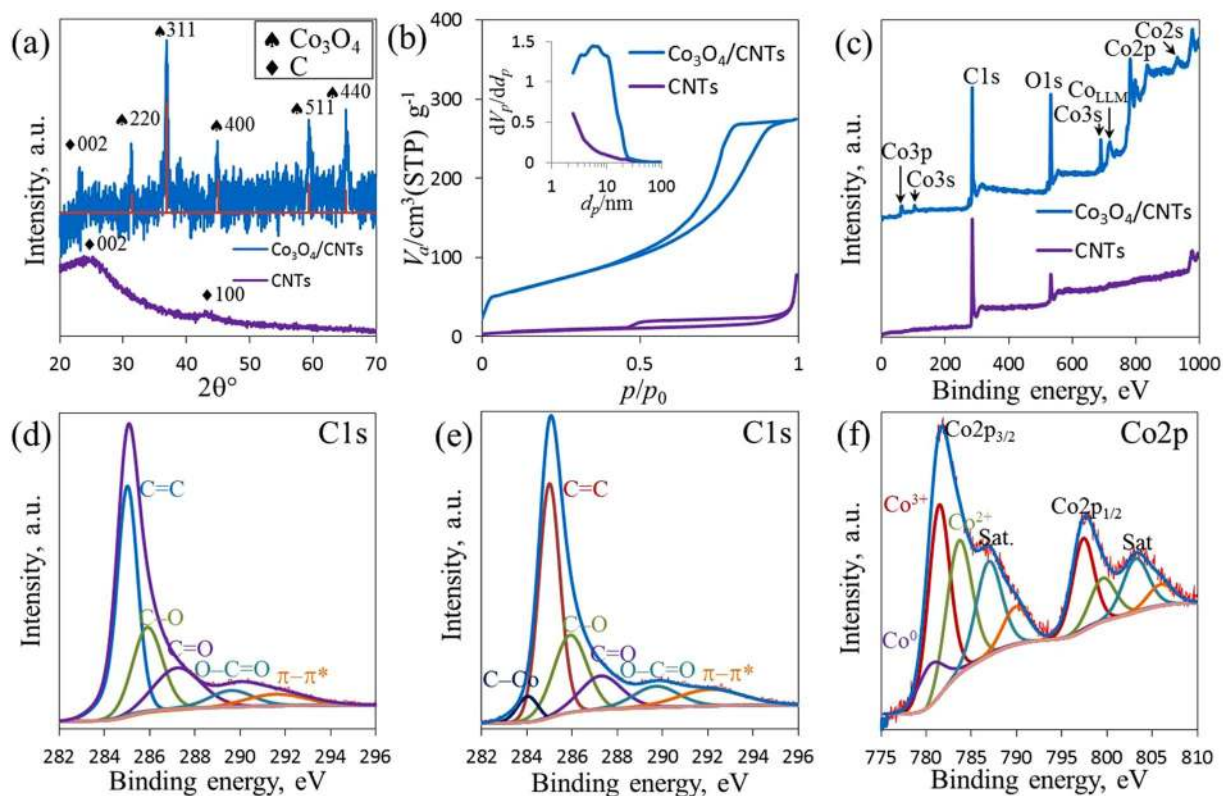 (a)
♠311
♠ Co₃O₄
♦ C
♦002
♠220
♠400
♠511
♠440
♦002
♦100
Co₃O₄/CNTs
CNTs
Intensity, a.u.
20 30 40 50 60 70
2θ°
(b)
400
300
200
100
0
Vₐ/cm³(STP) g⁻¹
1.5
1
0.5
0
dVₚ/ddₚ
1 10 100
dₚ/nm
Co₃O₄/CNTs
CNTs
0 0.5 1
p/p₀
(c)
Co2s
Co2p
C1s
O1s
Co_LLM
Co3s
Co3p
Co3s
Co₃O₄/CNTs
CNTs
Intensity, a.u.
0 200 400 600 800 1000
Binding energy, eV
(d)
C1s
C=C
C–O
C=O
O–C=O
π–π*
Intensity, a.u.
282 284 286 288 290 292 294 296
Binding energy, eV
(e)
C1s
C=C
C–O
C=O
C–Co
O–C=O
π–π*
Intensity, a.u.
282 284 286 288 290 292 294 296
Binding energy, eV
(f)
Co2p
Co2p₃/₂
Co³⁺
Co²⁺
Sat.
Co2p₁/₂
Sat
Co⁰
Intensity, a.u.
775 780 785 790 795 800 805 810
Binding energy, eV